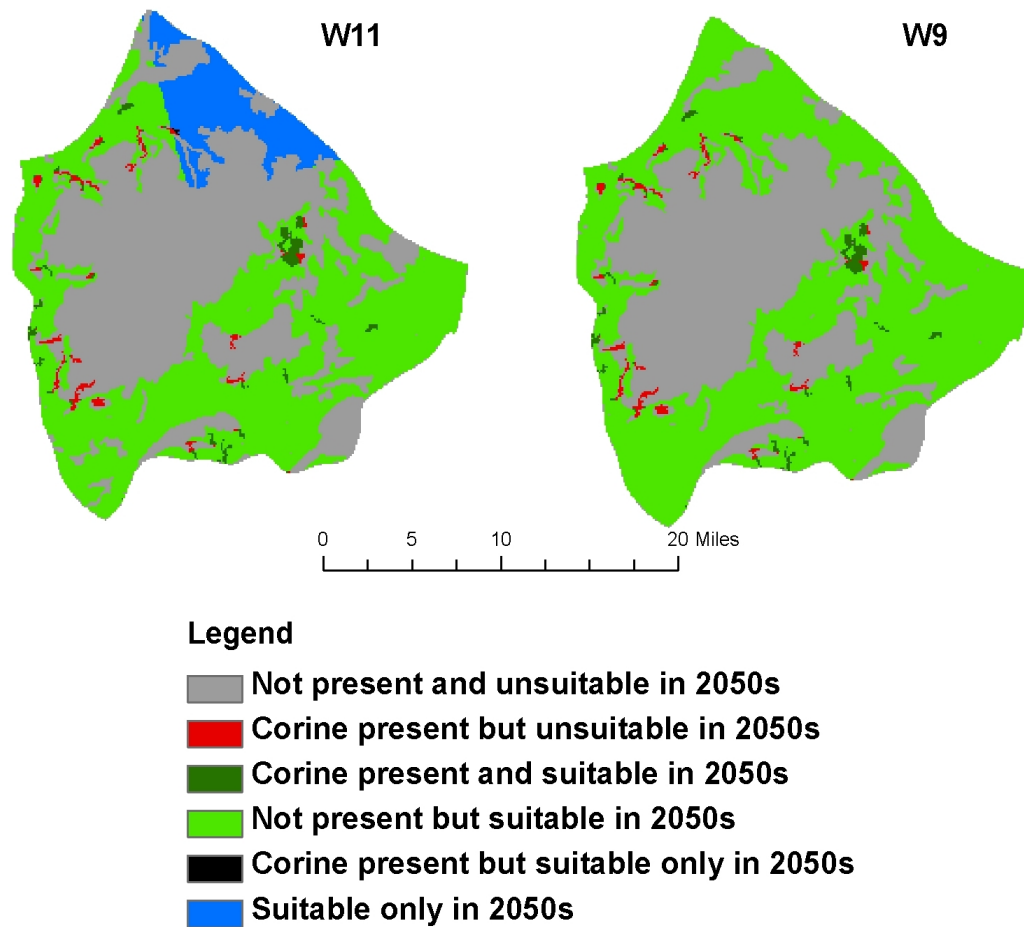 W11
W9
0 5 10 20 Miles
Legend
Not present and unsuitable in 2050s
Corine present but unsuitable in 2050s
Corine present and suitable in 2050s
Not present but suitable in 2050s
Corine present but suitable only in 2050s
Suitable only in 2050s